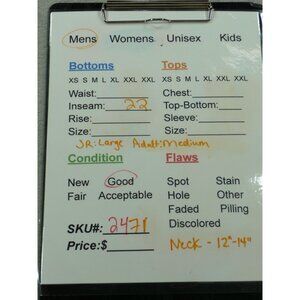 Mens Womens Unisex Kids
Bottoms Tops
XS S M L XL XXL XXL XS S M L XL XXL XXL
Waist: Chest:
Inseam: 22 Top-Bottom:
Rise: Sleeve:
Size: Size:
JR: Large Adult: Medium
Condition Flaws
New Good Spot Stain
Fair Acceptable Hole Other
Faded Pilling
SKU#: 2471 Discolored
Price:$ Neck - 12"-14"